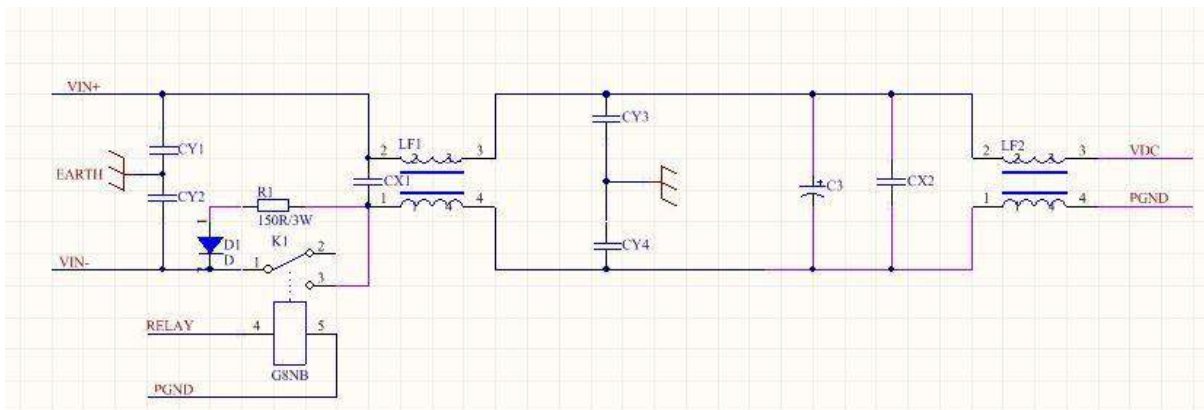 VIN+
CY1
EARTH
CY2
R1
150R/3W
D1
D
K1
1
2
3
VIN-
RELAY
4
5
G8NB
PGND
CX1
LF1
2
3
1
4
CY3
CY4
C3
CX2
LF2
2
3
1
4
VDC
PGND